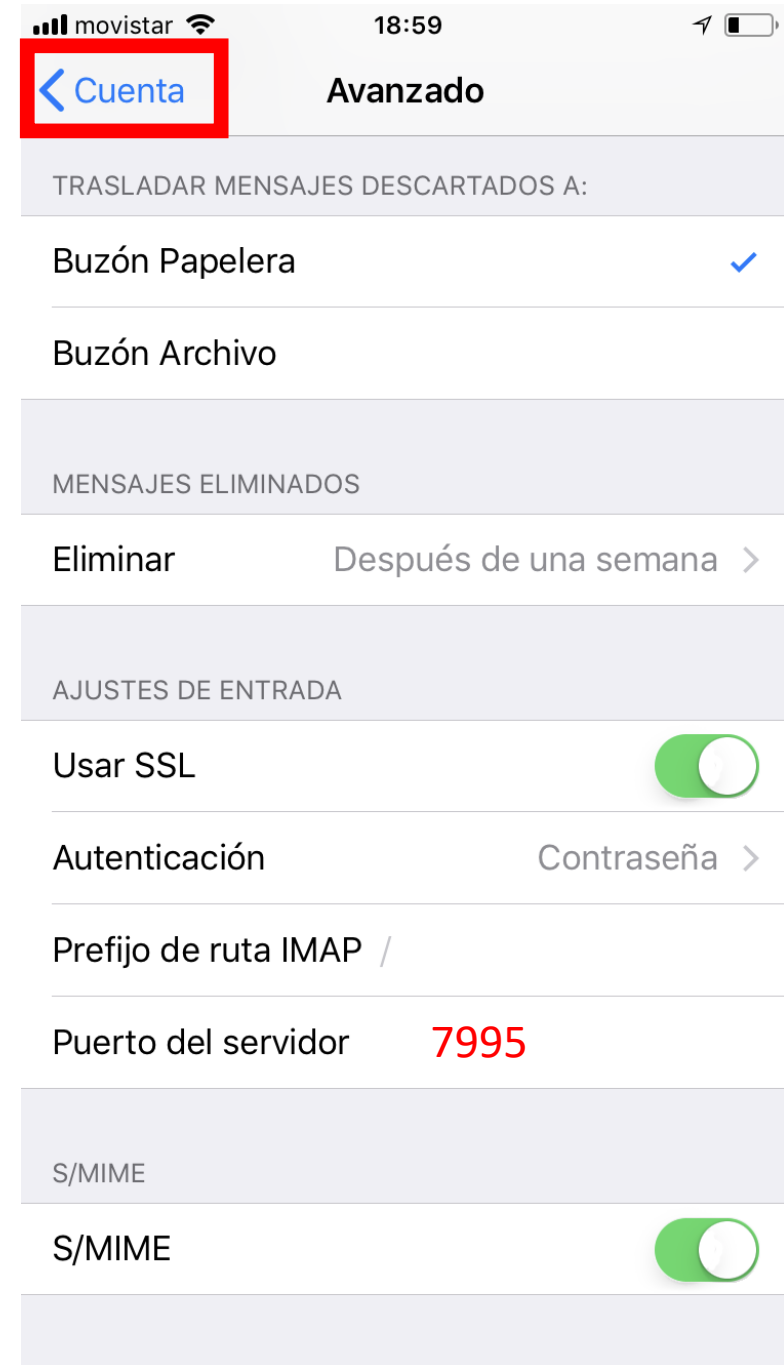 movistar 18:59
Cuenta Avanzado
TRASLADAR MENSAJES DESCARTADOS A:
Buzón Papelera
Buzón Archivo
MENSAJES ELIMINADOS
Eliminar Después de una semana
AJUSTES DE ENTRADA
Usar SSL
Autenticación Contraseña
Prefijo de ruta IMAP /
Puerto del servidor 7995
S/MIME
S/MIME